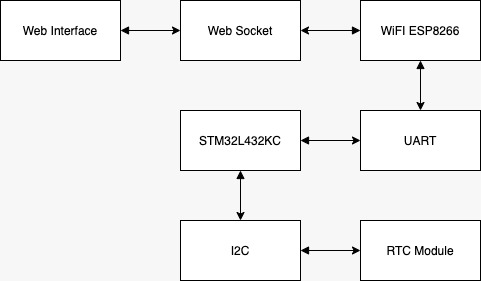 Web Interface
Web Socket
WiFI ESP8266
STM32L432KC
UART
I2C
RTC Module